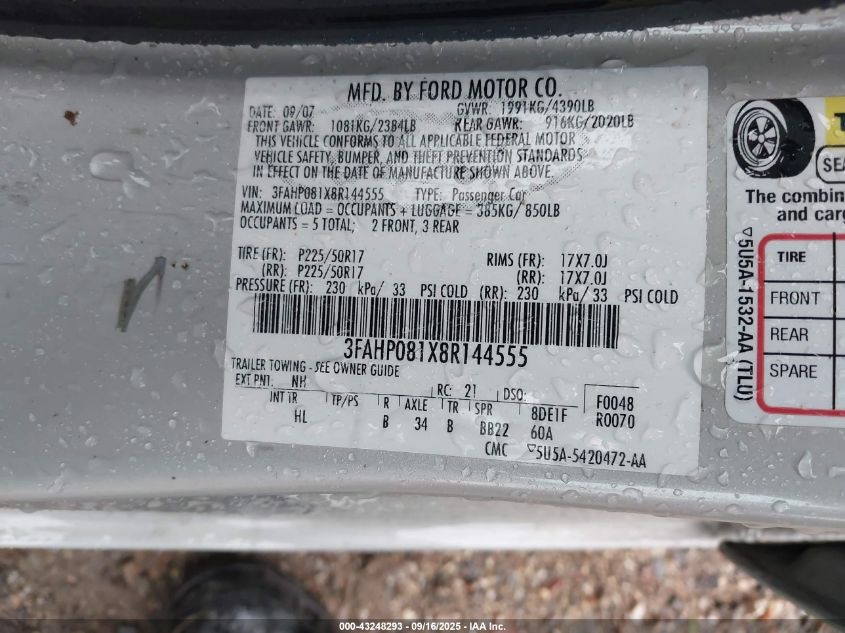 MFD. BY FORD MOTOR CO.
DATE: 09/07 GVWR: 1991KG/4390LB
FRONT GAWR: 1081KG/2384LB REAR GAWR: 916KG/2020LB
THIS VEHICLE CONFORMS TO ALL APPLICABLE FEDERAL MOTOR
VEHICLE SAFETY, BUMPER, AND THEFT PREVENTION STANDARDS
IN EFFECT ON THE DATE OF MANUFACTURE SHOWN ABOVE.
VIN: 3FAHP081X8R144555 TYPE: Passenger Car
MAXIMUM LOAD = OCCUPANTS + LUGGAGE = 385KG/ 850LB
OCCUPANTS = 5 TOTAL; 2 FRONT, 3 REAR
TIRE (FR): P225/50R17 RIMS (FR): 17X7.0J
(RR): P225/50R17 (RR): 17X7.0J
PRESSURE (FR): 230 kPa/ 33 PSI COLD (RR): 230 kPa/ 33 PSI COLD
3FAHP081X8R144555
TRAILER TOWING - SEE OWNER GUIDE
EXT PNT: NH RC: 21 DSO: F0048
INT TR TP/PS R AXLE TR SPR 8DE1F R0070
HL B 34 B BB22 60A
CMC ▽5U5A-5420472-AA
SEA
The combin
and carg
TIRE
FRONT
REAR
SPARE
▽5U5A-1532-AA (TLU)
000-43248293 - 09/16/2025 - IAA Inc.